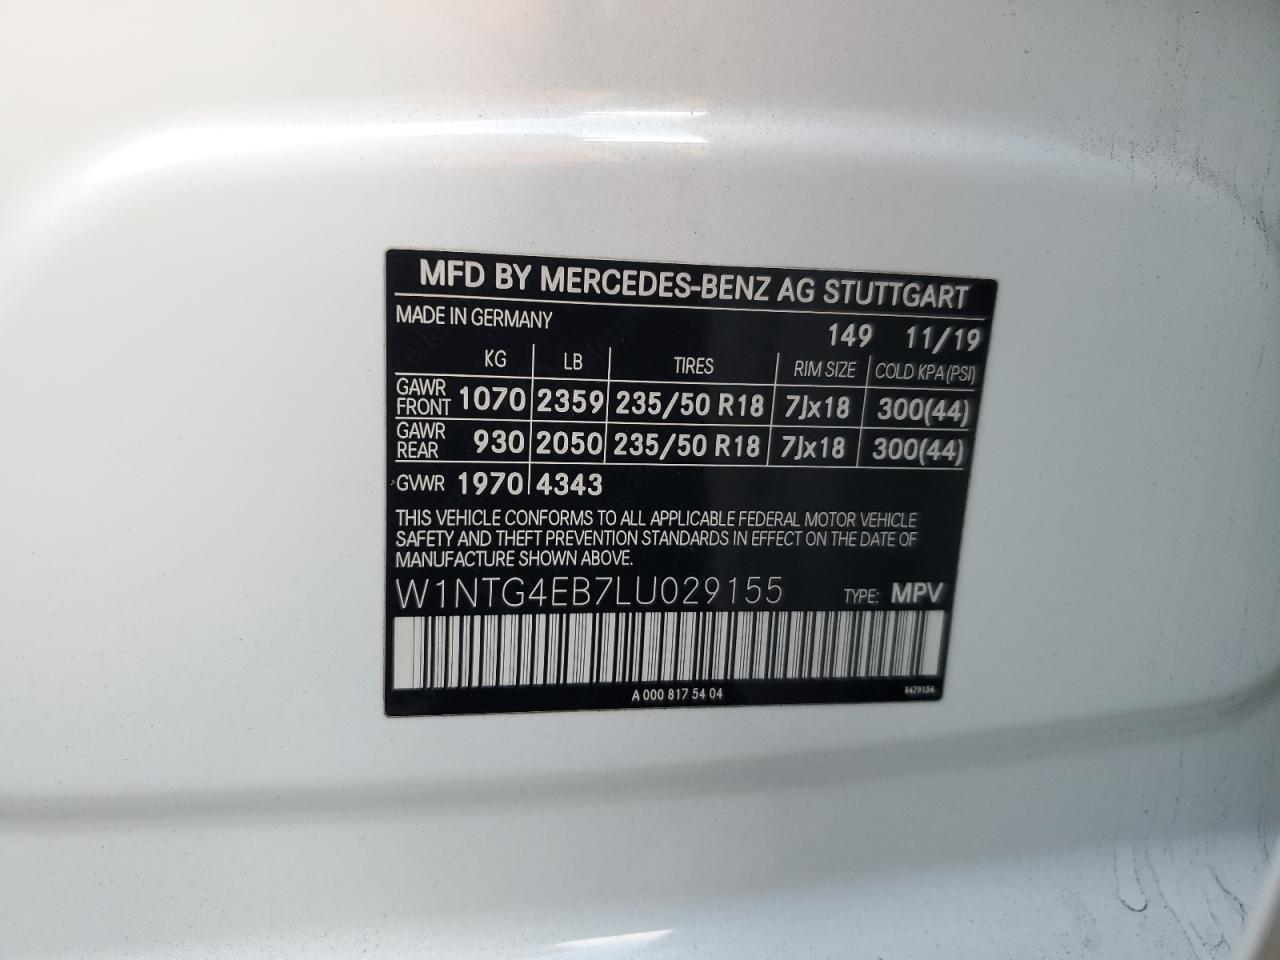 MFD BY MERCEDES-BENZ AG STUTTGART
MADE IN GERMANY 149 11/19
KG LB TIRES RIM SIZE COLD KPA (PSI)
GAWR FRONT 1070 2359 235/50 R18 7Jx18 300(44)
GAWR REAR 930 2050 235/50 R18 7Jx18 300(44)
GVWR 1970 4343
THIS VEHICLE CONFORMS TO ALL APPLICABLE FEDERAL MOTOR VEHICLE
SAFETY AND THEFT PREVENTION STANDARDS IN EFFECT ON THE DATE OF
MANUFACTURE SHOWN ABOVE.
W1NTG4EB7LU029155 TYPE: MPV
A 000 817 54 04 8479154